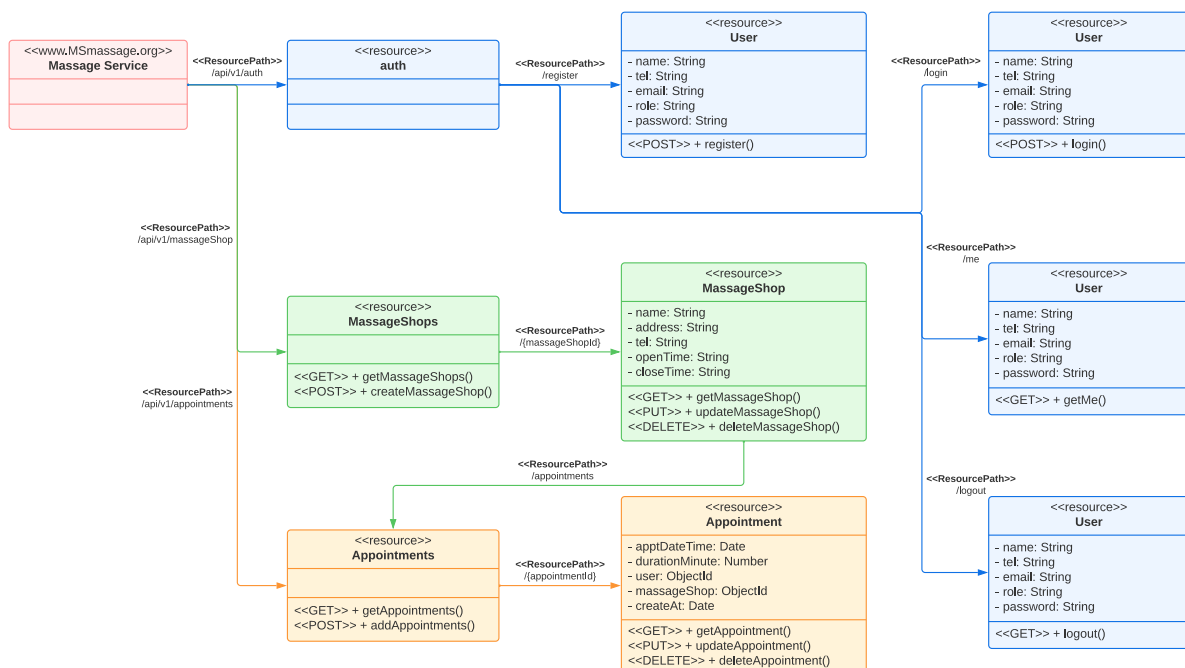 <<www.MSmassage.org>>
Massage Service
<<ResourcePath>>
/api/v1/auth
<<resource>>
auth
<<ResourcePath>>
/register
<<resource>>
User
- name: String
- tel: String
- email: String
- role: String
- password: String
<<POST>> + register()
<<ResourcePath>>
/login
<<resource>>
User
- name: String
- tel: String
- email: String
- role: String
- password: String
<<POST>> + login()
<<ResourcePath>>
/api/v1/massageShop
<<ResourcePath>>
/me
<<resource>>
User
- name: String
- tel: String
- email: String
- role: String
- password: String
<<GET>> + getMe()
<<resource>>
MassageShops
<<GET>> + getMassageShops()
<<POST>> + createMassageShop()
<<ResourcePath>>
/{massageShopId}
<<resource>>
MassageShop
- name: String
- address: String
- tel: String
- openTime: String
- closeTime: String
<<GET>> + getMassageShop()
<<PUT>> + updateMassageShop()
<<DELETE>> + deleteMassageShop()
<<ResourcePath>>
/api/v1/appointments
<<ResourcePath>>
/appointments
<<ResourcePath>>
/logout
<<resource>>
User
- name: String
- tel: String
- email: String
- role: String
- password: String
<<GET>> + logout()
<<resource>>
Appointments
<<GET>> + getAppointments()
<<POST>> + addAppointments()
<<ResourcePath>>
/{appointmentId}
<<resource>>
Appointment
- apptDateTime: Date
- durationMinute: Number
- user: ObjectId
- massageShop: ObjectId
- createAt: Date
<<GET>> + getAppointment()
<<PUT>> + updateAppointment()
<<DELETE>> + deleteAppointment()